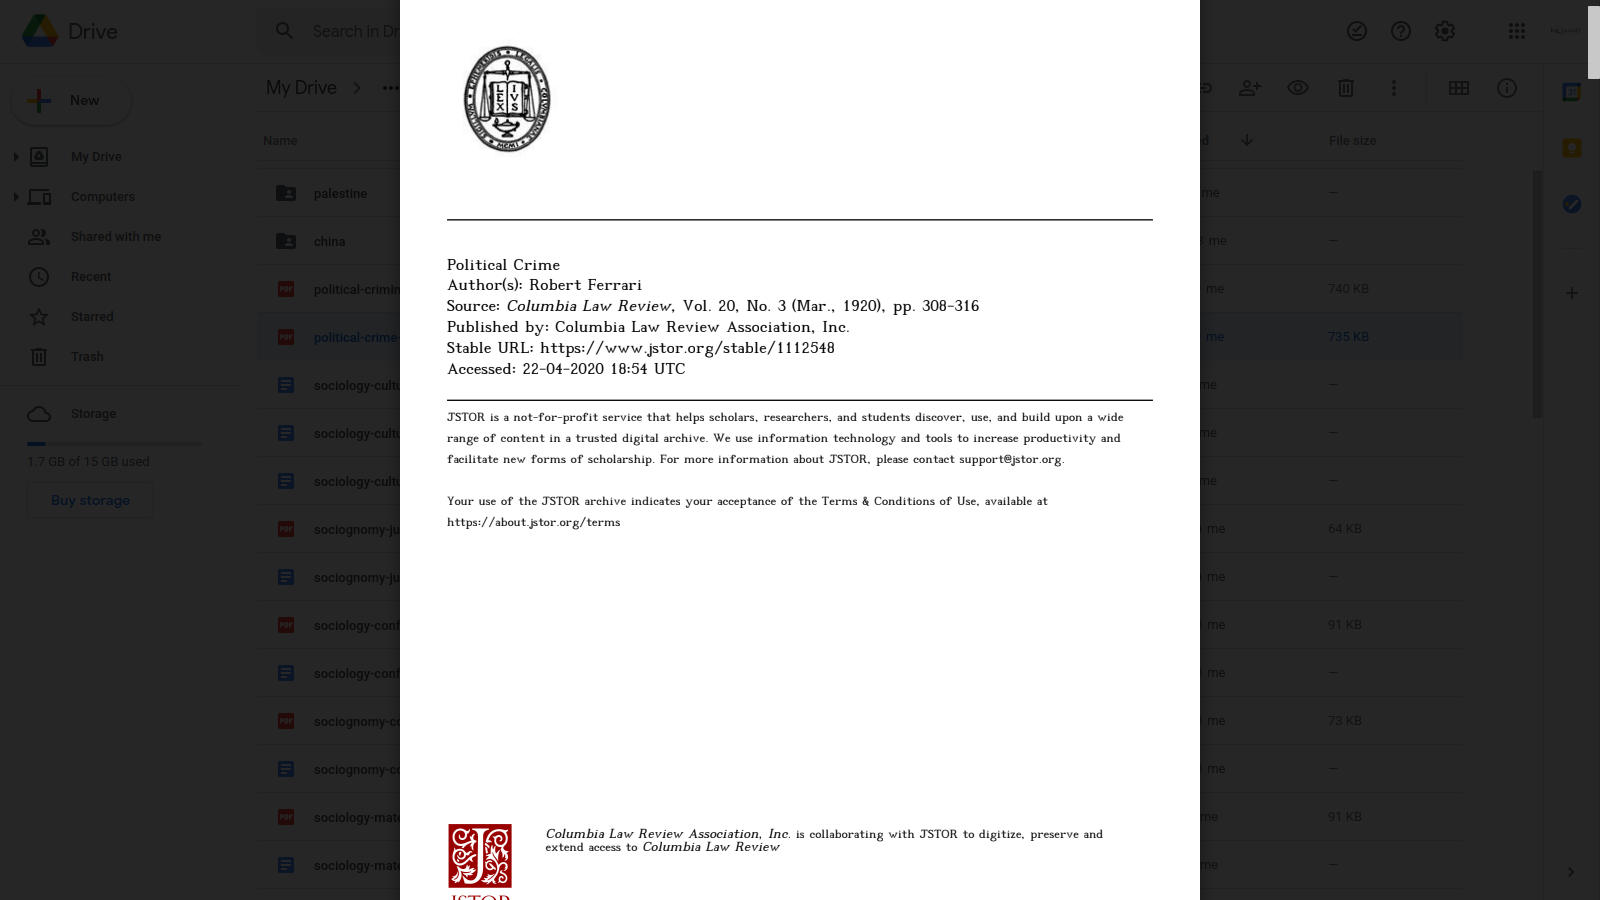 Drive
Search in Dr
My Drive
New
Name
File size
My Drive
Computers
Shared with me
Recent
Starred
Trash
Storage
1.7 GB of 15 GB used
Buy storage
palestine
me
—
china
me
—
PDF political-crimin
me
740 KB
PDF political-crime-
me
735 KB
sociology-cultu
me
—
sociology-cultu
me
—
sociology-cultu
me
—
PDF sociognomy-ju
me
64 KB
sociognomy-ju
me
—
PDF sociology-conf
me
91 KB
sociology-conf
me
—
PDF sociognomy-co
me
73 KB
sociognomy-co
me
—
PDF sociology-mate
me
91 KB
sociology-mate
me
—
LEX IVS
MCMI
Political Crime
Author(s): Robert Ferrari
Source: Columbia Law Review, Vol. 20, No. 3 (Mar., 1920), pp. 308-316
Published by: Columbia Law Review Association, Inc.
Stable URL: https://www.jstor.org/stable/1112548
Accessed: 22-04-2020 18:54 UTC
JSTOR is a not-for-profit service that helps scholars, researchers, and students discover, use, and build upon a wide
range of content in a trusted digital archive. We use information technology and tools to increase productivity and
facilitate new forms of scholarship. For more information about JSTOR, please contact support@jstor.org.
Your use of the JSTOR archive indicates your acceptance of the Terms & Conditions of Use, available at
https://about.jstor.org/terms
Columbia Law Review Association, Inc. is collaborating with JSTOR to digitize, preserve and
extend access to Columbia Law Review
J
JSTOR